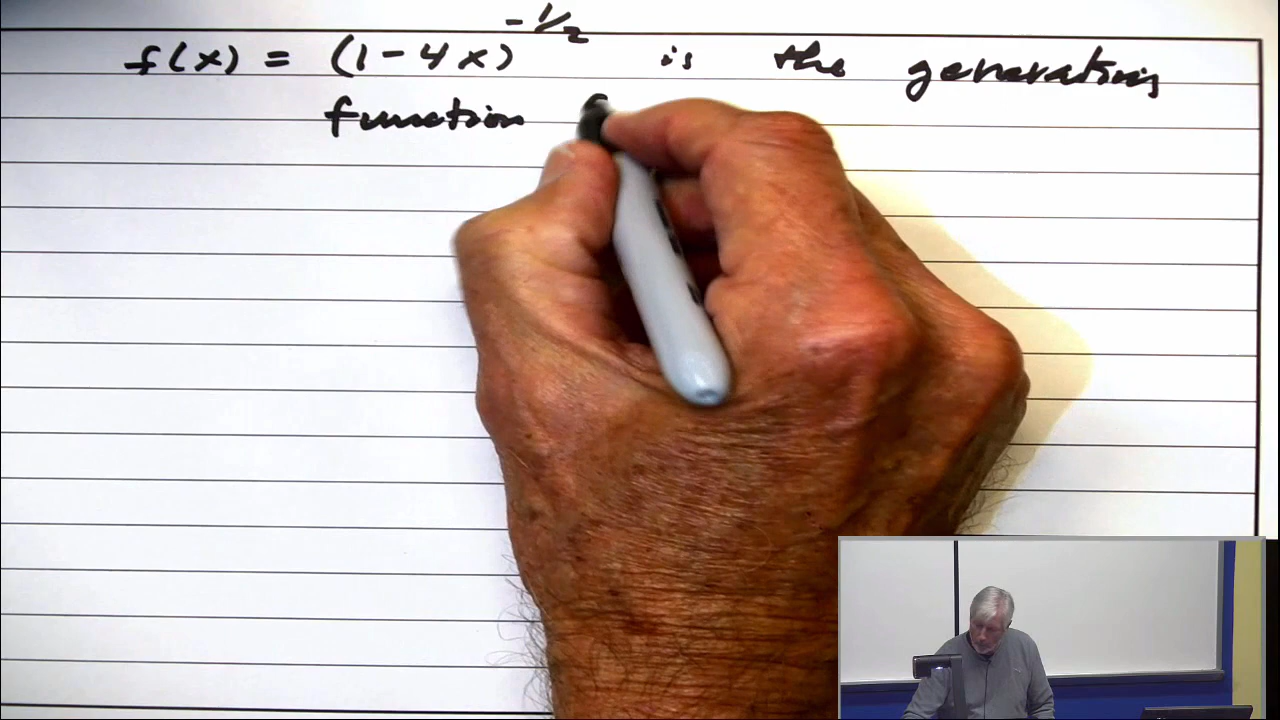 f(x) = (1-4x)^{-1/2} is the generating
function